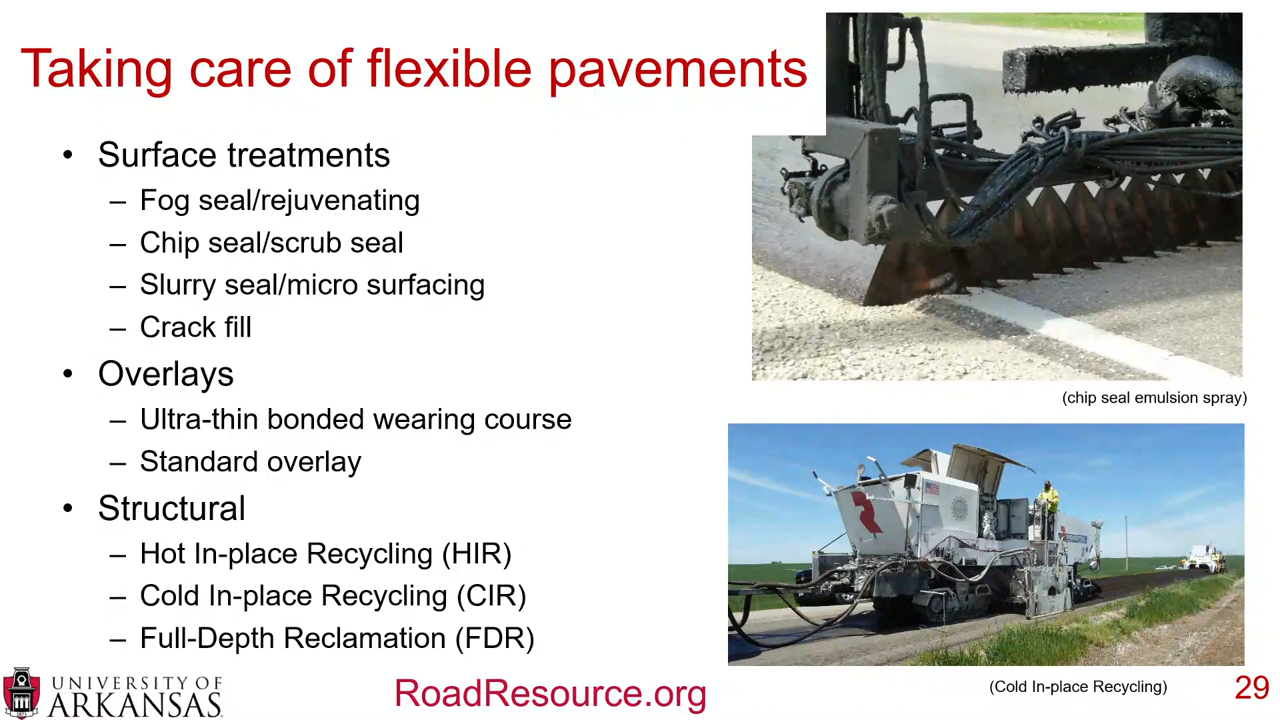 Taking care of flexible pavements
• Surface treatments
– Fog seal/rejuvenating
– Chip seal/scrub seal
– Slurry seal/micro surfacing
– Crack fill
• Overlays
– Ultra-thin bonded wearing course
– Standard overlay
• Structural
– Hot In-place Recycling (HIR)
– Cold In-place Recycling (CIR)
– Full-Depth Reclamation (FDR)
(chip seal emulsion spray)
(Cold In-place Recycling)
UNIVERSITY OF
ARKANSAS
RoadResource.org
29